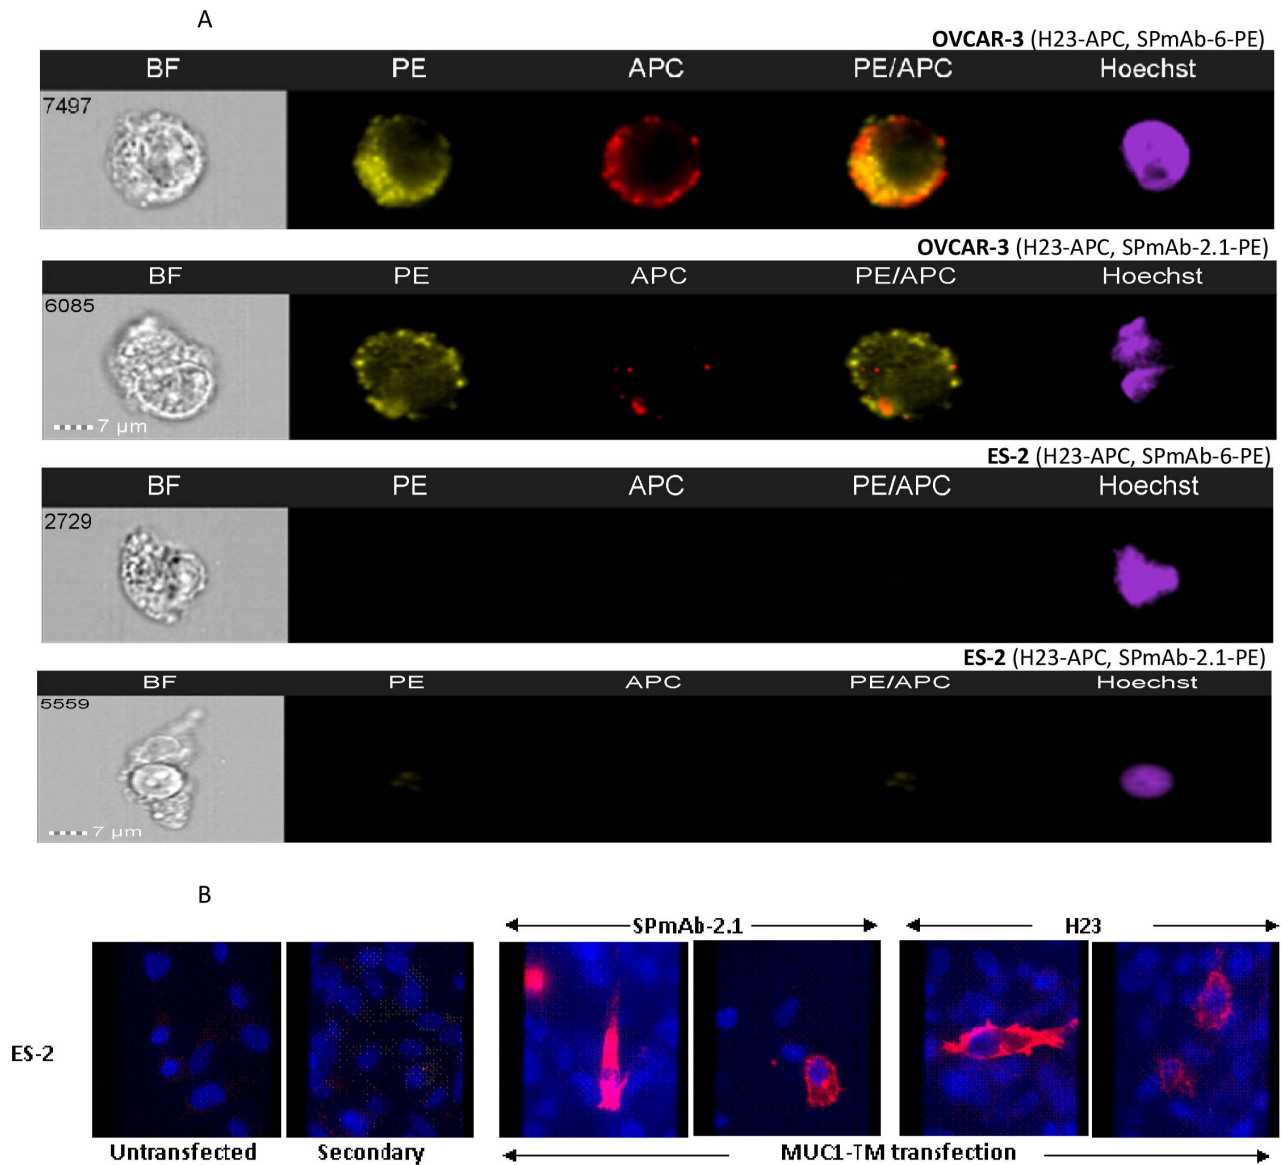 A
OVCAR-3 (H23-APC, SPmAb-6-PE)
BF PE APC PE/APC Hoechst
7497
OVCAR-3 (H23-APC, SPmAb-2.1-PE)
BF PE APC PE/APC Hoechst
6085
7 µm
ES-2 (H23-APC, SPmAb-6-PE)
BF PE APC PE/APC Hoechst
2729
ES-2 (H23-APC, SPmAb-2.1-PE)
BF PE APC PE/APC Hoechst
5559
7 µm
B
SPmAb-2.1 H23
ES-2
Untransfected Secondary MUC1-TM transfection